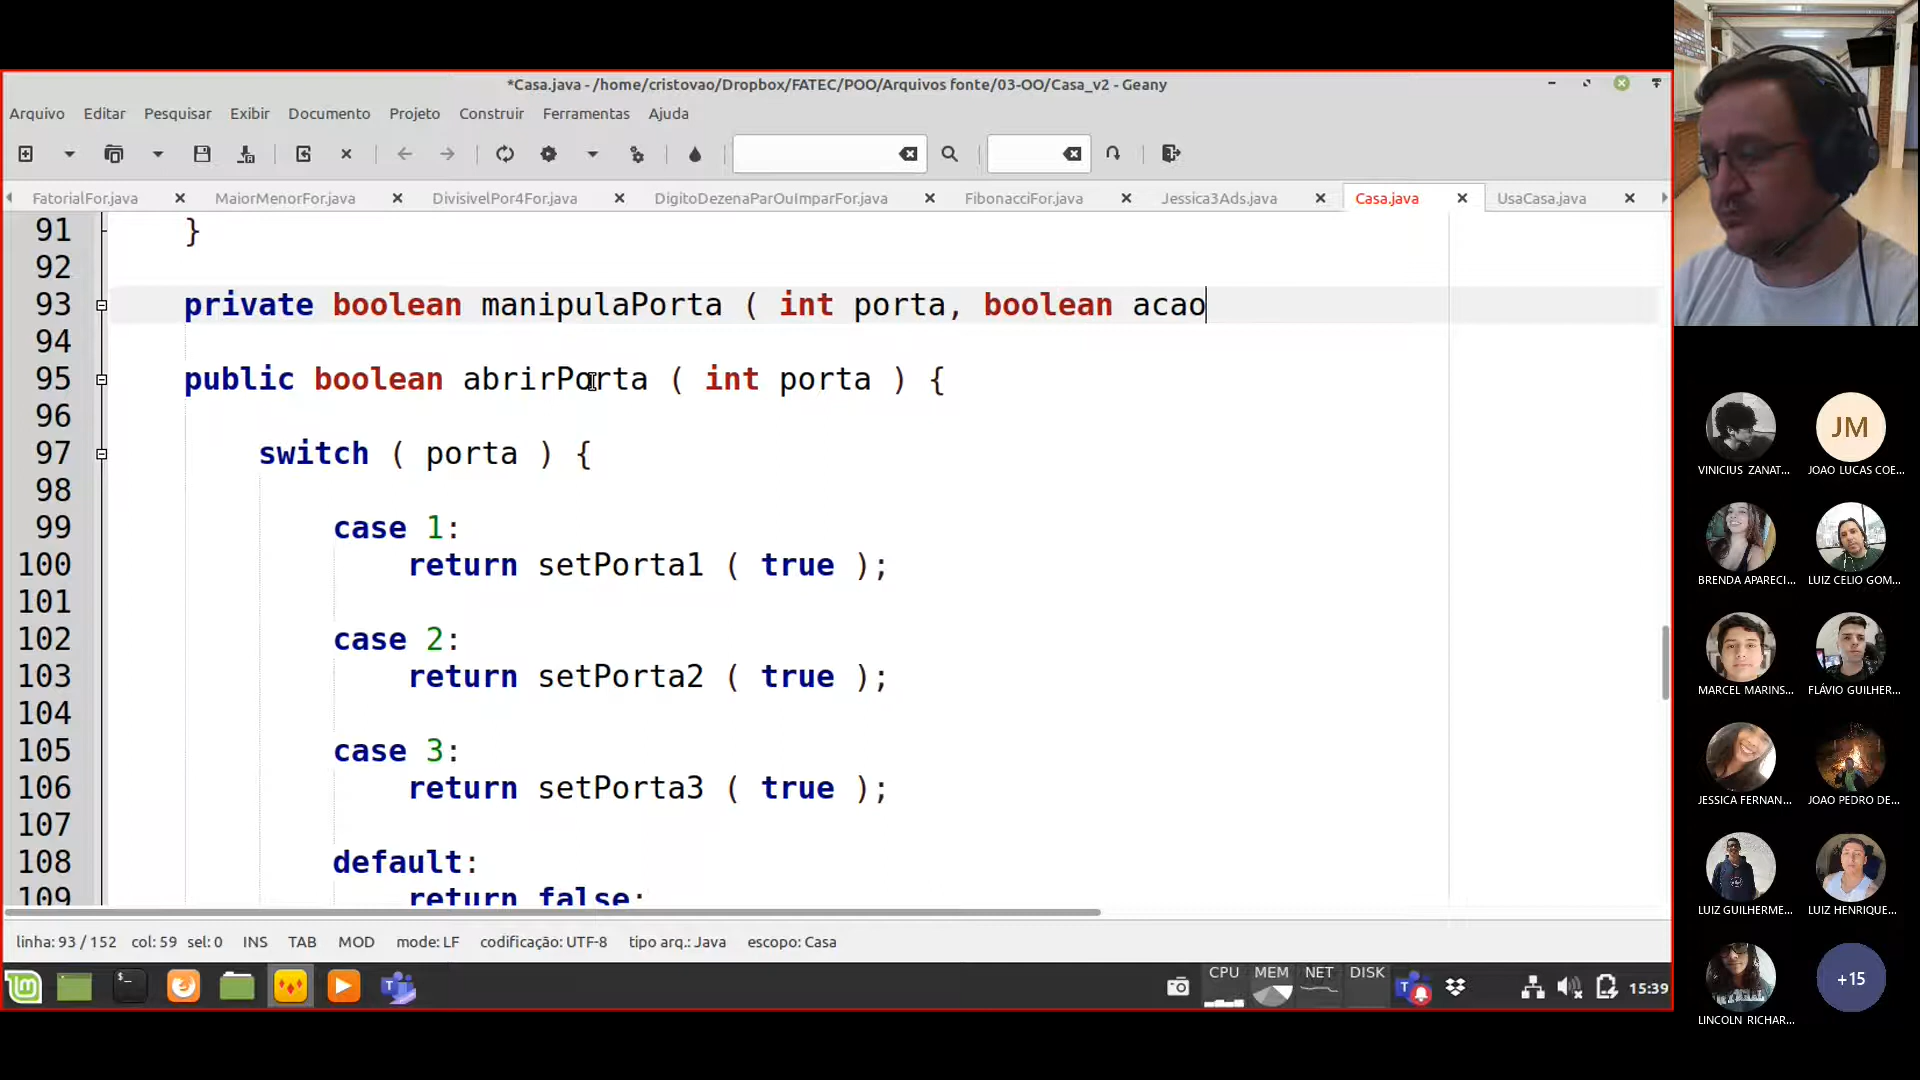 *Casa.java - /home/cristovao/Dropbox/FATEC/POO/Arquivos fonte/03-OO/Casa_v2 - Geany
Arquivo Editar Pesquisar Exibir Documento Projeto Construir Ferramentas Ajuda
FatorialFor.java MaiorMenorFor.java DivisivelPor4For.java DigitoDezenaParOuImparFor.java FibonacciFor.java Jessica3Ads.java Casa.java UsaCasa.java
91 }
92
93 private boolean manipulaPorta ( int porta, boolean acao
94
95 public boolean abrirPorta ( int porta ) {
96
97 switch ( porta ) {
98
99 case 1:
100 return setPorta1 ( true );
101
102 case 2:
103 return setPorta2 ( true );
104
105 case 3:
106 return setPorta3 ( true );
107
108 default:
109 return false;
linha: 93 / 152 col: 59 sel: 0 INS TAB MOD mode: LF codificação: UTF-8 tipo arq.: Java escopo: Casa
CPU MEM NET DISK
15:39
JM
VINICIUS ZANAT... JOAO LUCAS COE...
BRENDA APARECI... LUIZ CELIO GOM...
MARCEL MARINS... FLÁVIO GUILHER...
JESSICA FERNAN... JOAO PEDRO DE...
LUIZ GUILHERME... LUIZ HENRIQUE...
+15
LINCOLN RICHAR...